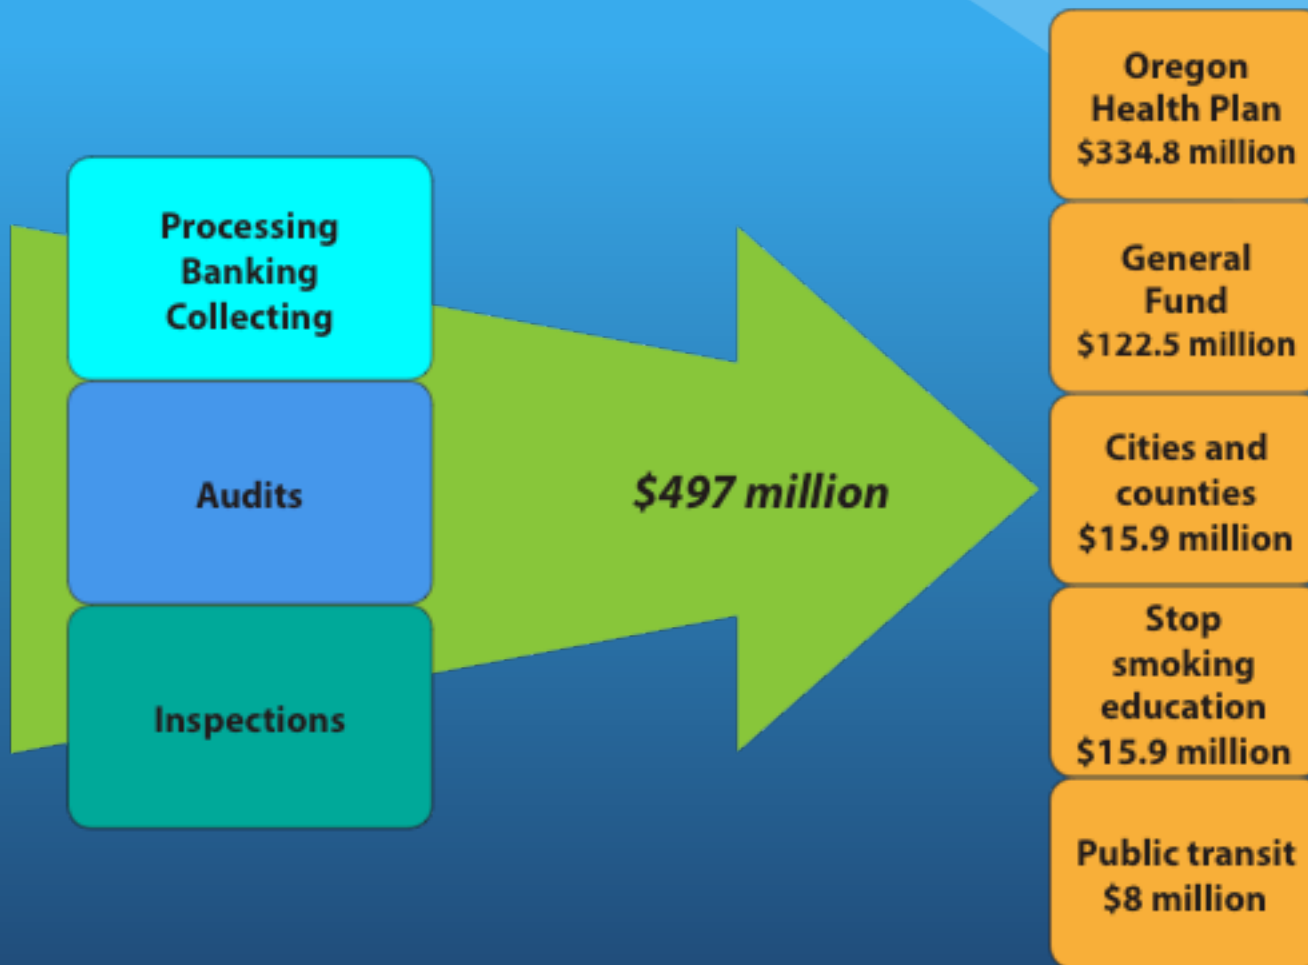 Processing
Banking
Collecting
Audits
Inspections
$497 million
Oregon
Health Plan
$334.8 million
General
Fund
$122.5 million
Cities and
counties
$15.9 million
Stop
smoking
education
$15.9 million
Public transit
$8 million